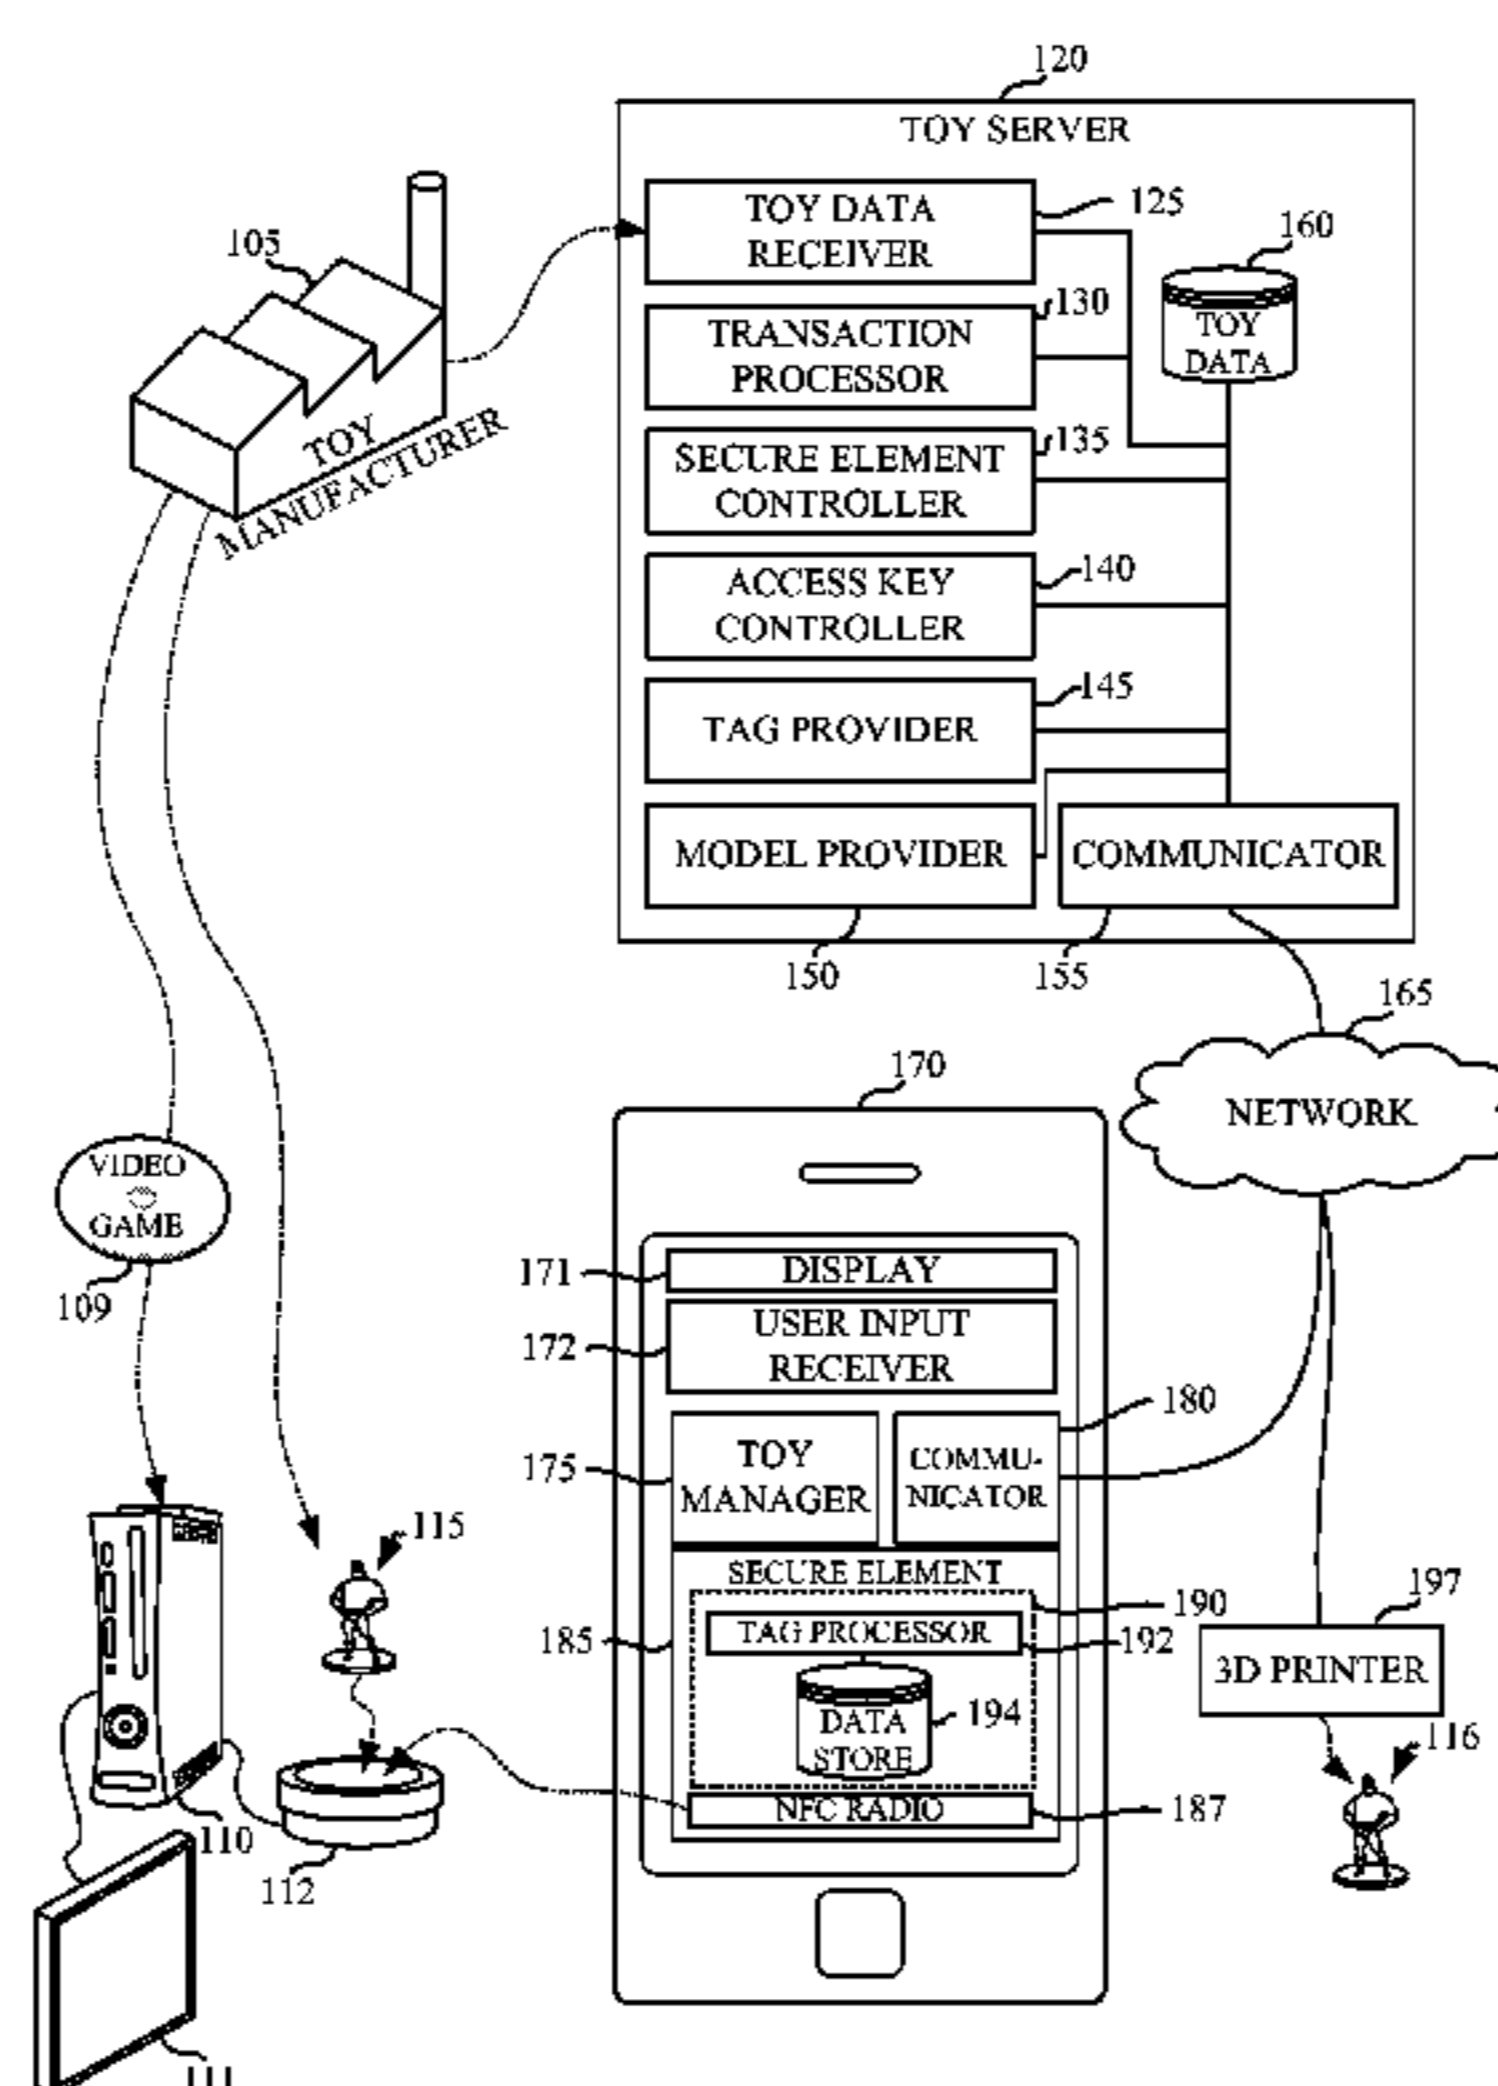 120
TOY SERVER
TOY DATA
RECEIVER
125
160
105
TOY
DATA
130
TRANSACTION
PROCESSOR
TOY
MANUFACTURER
135
SECURE ELEMENT
CONTROLLER
140
ACCESS KEY
CONTROLLER
145
TAG PROVIDER
MODEL PROVIDER
COMMUNICATOR
150
155
165
NETWORK
170
VIDEO
GAME
109
171
DISPLAY
172
USER INPUT
RECEIVER
180
175
TOY
MANAGER
COMMU-
NICATOR
115
SECURE ELEMENT
190
185
TAG PROCESSOR
192
197
3D PRINTER
DATA
STORE
194
116
NFC RADIO
187
110
112
111